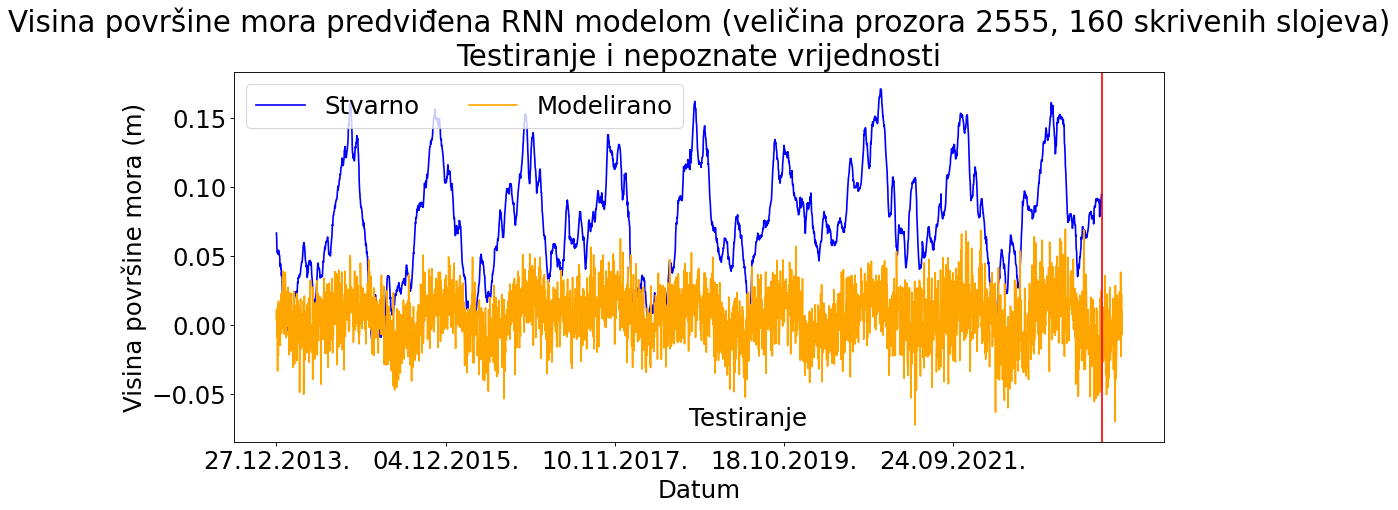 Visina površine mora predviđena RNN modelom (veličina prozora 2555, 160 skrivenih slojeva)
Testiranje i nepoznate vrijednosti
Stvarno
Modelirano
Visina površine mora (m)
0.15
0.10
0.05
0.00
−0.05
Testiranje
27.12.2013.
04.12.2015.
10.11.2017.
18.10.2019.
24.09.2021.
Datum